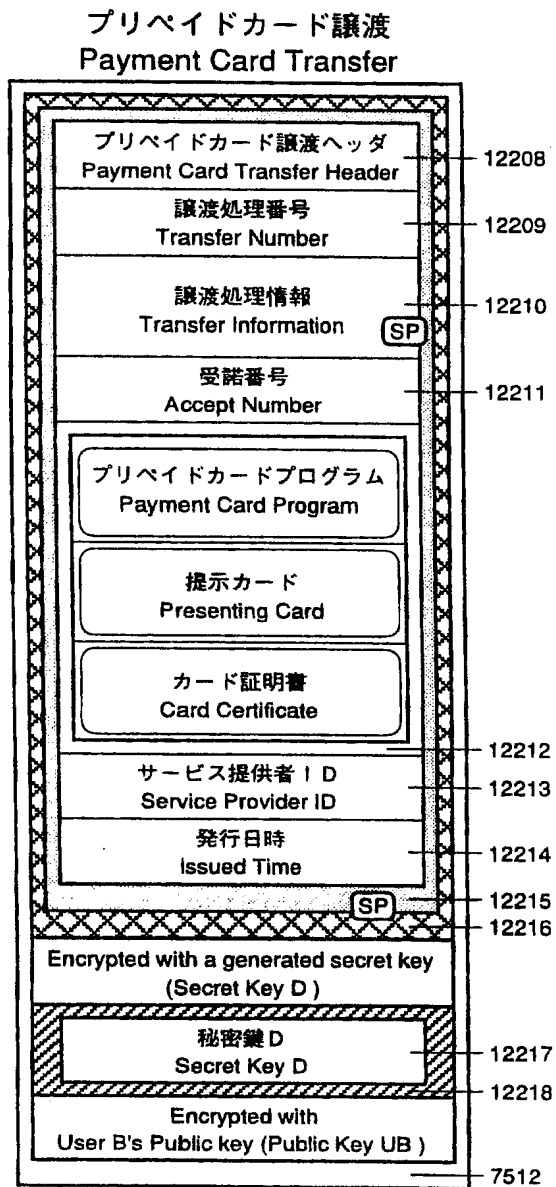 プリペイドカード譲渡
Payment Card Transfer
プリペイドカード譲渡ヘッダ
Payment Card Transfer Header
12208
譲渡処理番号
Transfer Number
12209
譲渡処理情報
Transfer Information
12210
SP
受諾番号
Accept Number
12211
プリペイドカードプログラム
Payment Card Program
提示カード
Presenting Card
カード証明書
Card Certificate
12212
サービス提供者ID
Service Provider ID
12213
発行日時
Issued Time
12214
12215
SP
12216
Encrypted with a generated secret key
(Secret Key D )
秘密鍵D
Secret Key D
12217
12218
Encrypted with
User B's Public key (Public Key UB )
7512